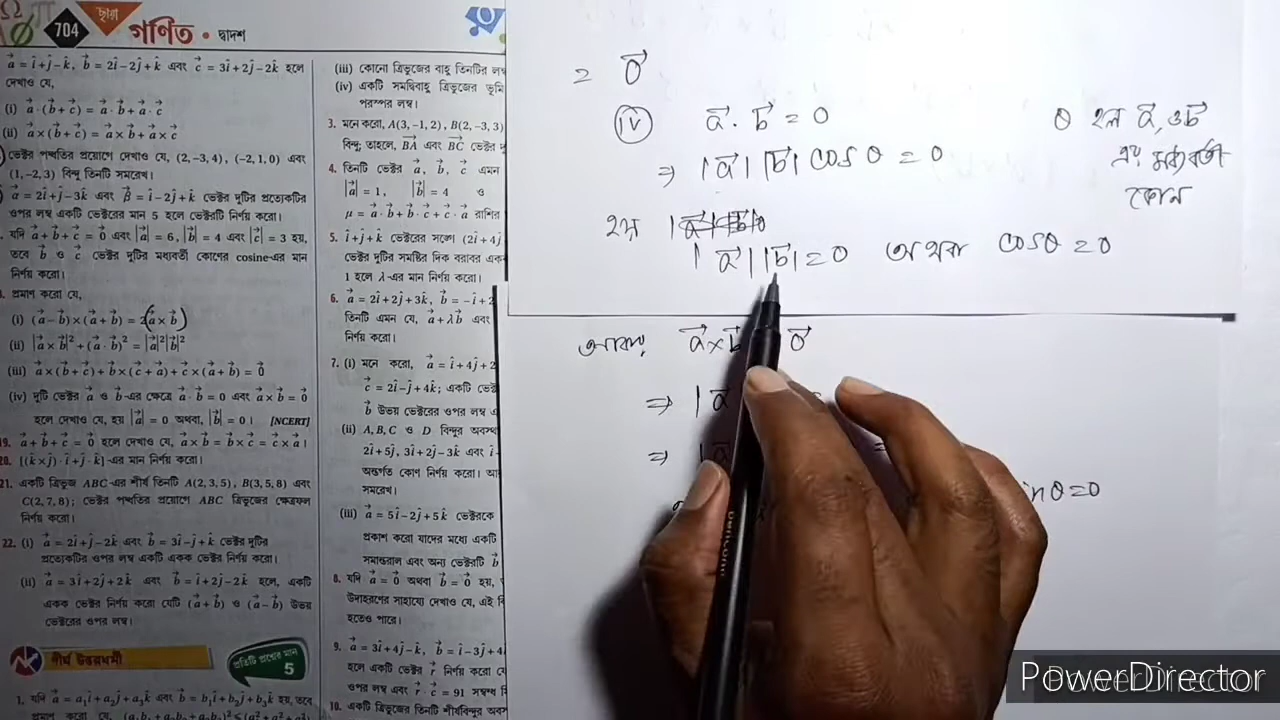 704 ছায়া গণিত • দ্বাদশ
a⃗ = î+ĵ−k̂, b⃗ = 2î−2ĵ+k̂ এবং c⃗ = 3î+2ĵ−2k̂ হলে
দেখাও যে,
(i) a⃗·(b⃗+c⃗) = a⃗·b⃗+a⃗·c⃗
(ii) a⃗×(b⃗+c⃗) = a⃗×b⃗+a⃗×c⃗
ভেক্টর পদ্ধতির প্রয়োগে দেখাও যে, (2,−3,4), (−2,1,0) এবং
(1,−2,3) বিন্দু তিনটি সমরেখ।
α⃗ = 2î+ĵ−3k̂ এবং β⃗ = î−2ĵ+k̂ ভেক্টর দুটির প্রত্যেকটির
ওপর লম্ব একটি ভেক্টরের মান 5 হলে ভেক্টরটি নির্ণয় করো।
যদি a⃗+b⃗+c⃗ = 0⃗ এবং |a⃗| = 6, |b⃗| = 4 এবং |c⃗| = 3 হয়,
তবে b⃗ ও c⃗ ভেক্টর দুটির মধ্যবর্তী কোণের cosine-এর মান
নির্ণয় করো।
প্রমাণ করো যে,
(i) (a⃗−b⃗)×(a⃗+b⃗) = 2(a⃗×b⃗)
(ii) |a⃗×b⃗|²+(a⃗·b⃗)² = |a⃗|²|b⃗|²
(iii) a⃗×(b⃗+c⃗)+b⃗×(c⃗+a⃗)+c⃗×(a⃗+b⃗) = 0⃗
(iv) দুটি ভেক্টর a⃗ ও b⃗-এর ক্ষেত্রে a⃗·b⃗ = 0 এবং a⃗×b⃗ = 0⃗
হলে দেখাও যে, হয় |a⃗| = 0 অথবা, |b⃗| = 0। [NCERT]
19. a⃗+b⃗+c⃗ = 0⃗ হলে দেখাও যে, a⃗×b⃗ = b⃗×c⃗ = c⃗×a⃗।
20. [(k̂×ĵ)·î+ĵ·k̂]-এর মান নির্ণয় করো।
21. একটি ত্রিভুজ ABC-এর শীর্ষ তিনটি A(2,3,5), B(3,5,8) এবং
C(2,7,8); ভেক্টর পদ্ধতির প্রয়োগে ABC ত্রিভুজের ক্ষেত্রফল
নির্ণয় করো।
22. (i) a⃗ = 2î+ĵ−2k̂ এবং b⃗ = 3î−ĵ+k̂ ভেক্টর দুটির
প্রত্যেকটির ওপর লম্ব একটি একক ভেক্টর নির্ণয় করো।
(ii) a⃗ = 3î+2ĵ+2k̂ এবং b⃗ = î+2ĵ−2k̂ হলে, একটি
একক ভেক্টর নির্ণয় করো যেটি (a⃗+b⃗) ও (a⃗−b⃗) উভয়
ভেক্টরের ওপর লম্ব।
দীর্ঘ উত্তরধর্মী প্রতিটি প্রশ্নের মান 5
1. যদি a⃗ = a₁î+a₂ĵ+a₃k̂ এবং b⃗ = b₁î+b₂ĵ+b₃k̂ হয়, তবে
(iii) কোনো ত্রিভুজের বাহু তিনটির
(iv) একটি সমদ্বিবাহু ত্রিভুজের ভূমি
পরস্পর লম্ব।
3. মনে করো, A(3,−1,2), B(2,−3,3)
বিন্দু; তাহলে, BA⃗ এবং BC⃗ ভেক্টর
4. তিনটি ভেক্টর a⃗, b⃗, c⃗ এমন
|a⃗| = 1, |b⃗| = 4 ও
μ = a⃗·b⃗+b⃗·c⃗+c⃗·a⃗ রাশির
5. î+ĵ+k̂ ভেক্টরের সঙ্গে (2î+4ĵ
ভেক্টর দুটির সমষ্টির দিক বরাবর
1 হলে λ-এর মান নির্ণয় করো।
6. a⃗ = 2î+2ĵ+3k̂, b⃗ = −î+2
তিনটি এমন যে, a⃗+λb⃗ এবং
নির্ণয় করো।
7. (i) মনে করো, a⃗ = î+4ĵ+2
c⃗ = 2î−ĵ+4k̂; একটি
b⃗ উভয় ভেক্টরের ওপর লম্ব
(ii) A, B, C ও D বিন্দুর
2î+5ĵ, 3î+2ĵ−3k̂ এবং î−
অন্তর্গত কোণ নির্ণয় করো।
সমরেখ।
(iii) a⃗ = 5î−2ĵ+5k̂ ভেক্টরকে
প্রকাশ করো যাদের মধ্যে একটি
সমান্তরাল এবং অন্য ভেক্টরটি b⃗
8. যদি a⃗ = 0⃗ অথবা b⃗ = 0⃗ হয়,
উদাহরণের সাহায্যে দেখাও যে, এই
হতেও পারে।
9. a⃗ = 3î+4ĵ−k̂, b⃗ = î−3ĵ+4
হলে একটি ভেক্টর r⃗ নির্ণয় করো
এবং r⃗·c⃗ = 91 সম্বন্ধ
10. একটি ত্রিভুজের তিনটি শীর্ষবিন্দুর
= 0⃗
(iv) a⃗ · b⃗ = 0
⇒ |a⃗| |b⃗| cosθ = 0
θ হল a⃗, ও b⃗
এর মধ্যবর্তী
কোন
হয়
|a⃗| |b⃗| = 0 অথবা cosθ = 0
আবার a⃗×b⃗ 0⃗
⇒ |a⃗
⇒ |a⃗
θ=0
PowerDirector